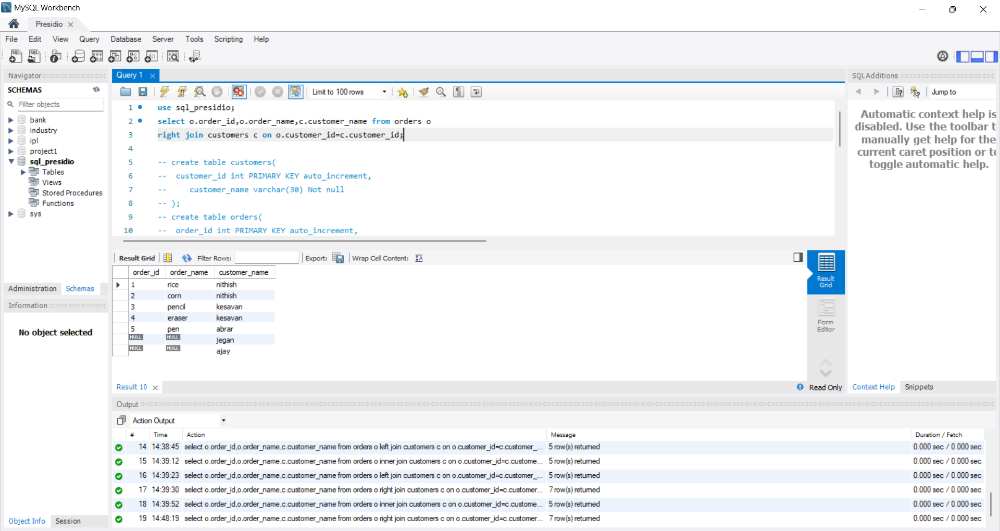 MySQL Workbench
Presidio
File Edit View Query Database Server Tools Scripting Help
Navigator
SCHEMAS
Filter objects
bank
industry
ipl
project1
sql_presidio
Tables
Views
Stored Procedures
Functions
sys
Administration Schemas
Information
No object selected
Object Info Session
Query 1
Limit to 100 rows
1 use sql_presidio;
2 select o.order_id,o.order_name,c.customer_name from orders o
3 right join customers c on o.customer_id=c.customer_id;
4
5 -- create table customers(
6 -- customer_id int PRIMARY KEY auto_increment,
7 -- customer_name varchar(30) Not null
8 -- );
9 -- create table orders(
10 -- order_id int PRIMARY KEY auto_increment,
Result Grid Filter Rows: Export: Wrap Cell Content:
order_id order_name customer_name
1 rice nithish
2 corn nithish
3 pencil kesavan
4 eraser kesavan
5 pen abrar
NULL NULL jegan
NULL NULL ajay
Result Grid
Form Editor
Result 10
Read Only
SQLAdditions
Jump to
Automatic context help is
disabled. Use the toolbar t
manually get help for the
current caret position or to
toggle automatic help.
Context Help Snippets
Output
Action Output
# Time Action Message Duration / Fetch
14 14:38:45 select o.order_id,o.order_name,c.customer_name from orders o left join customers c on o.customer_id=c.customer_... 5 row(s) returned 0.000 sec / 0.000 sec
15 14:39:12 select o.order_id,o.order_name,c.customer_name from orders o inner join customers c on o.customer_id=c.custome... 5 row(s) returned 0.000 sec / 0.000 sec
16 14:39:23 select o.order_id,o.order_name,c.customer_name from orders o left join customers c on o.customer_id=c.customer_... 5 row(s) returned 0.000 sec / 0.000 sec
17 14:39:30 select o.order_id,o.order_name,c.customer_name from orders o right join customers c on o.customer_id=c.customer... 7 row(s) returned 0.000 sec / 0.000 sec
18 14:39:52 select o.order_id,o.order_name,c.customer_name from orders o inner join customers c on o.customer_id=c.custome... 5 row(s) returned 0.000 sec / 0.000 sec
19 14:48:19 select o.order_id,o.order_name,c.customer_name from orders o right join customers c on o.customer_id=c.customer... 7 row(s) returned 0.000 sec / 0.000 sec